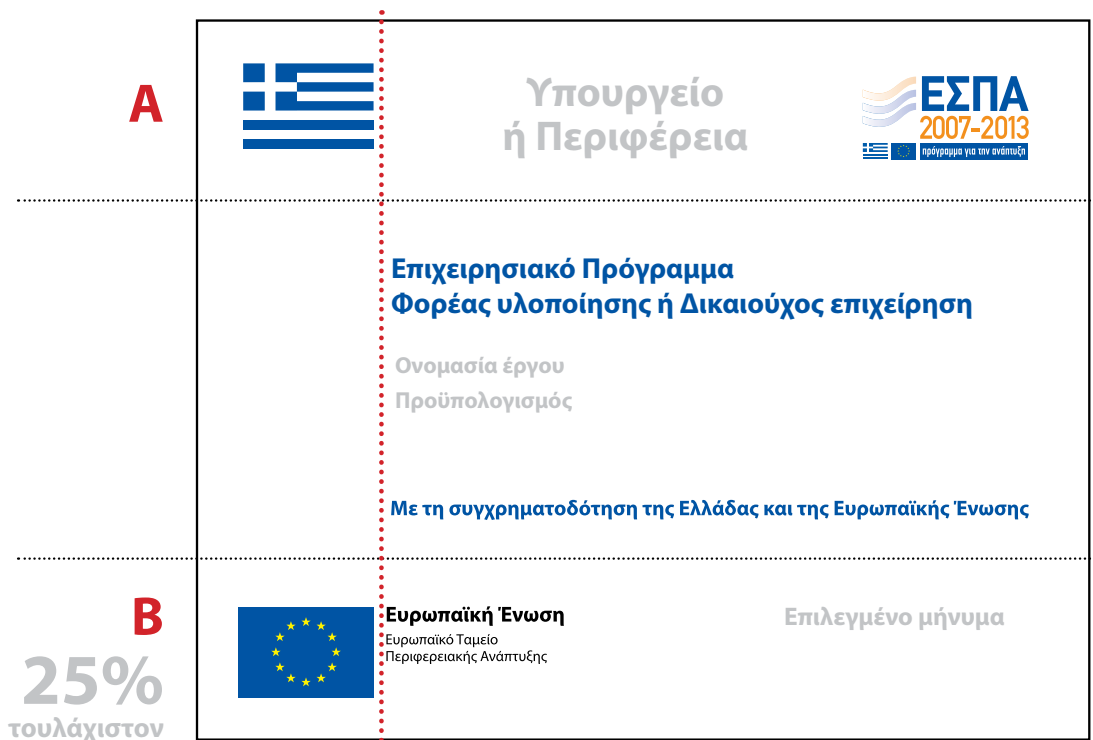 A
Υπουργείο
ή Περιφέρεια
ΕΣΠΑ
2007-2013
πρόγραμμα για την ανάπτυξη
Επιχειρησιακό Πρόγραμμα
Φορέας υλοποίησης ή Δικαιούχος επιχείρηση
Ονομασία έργου
Προϋπολογισμός
Με τη συγχρηματοδότηση της Ελλάδας και της Ευρωπαϊκής Ένωσης
B
25%
τουλάχιστον
Ευρωπαϊκή Ένωση
Ευρωπαϊκό Ταμείο
Περιφερειακής Ανάπτυξης
Επιλεγμένο μήνυμα